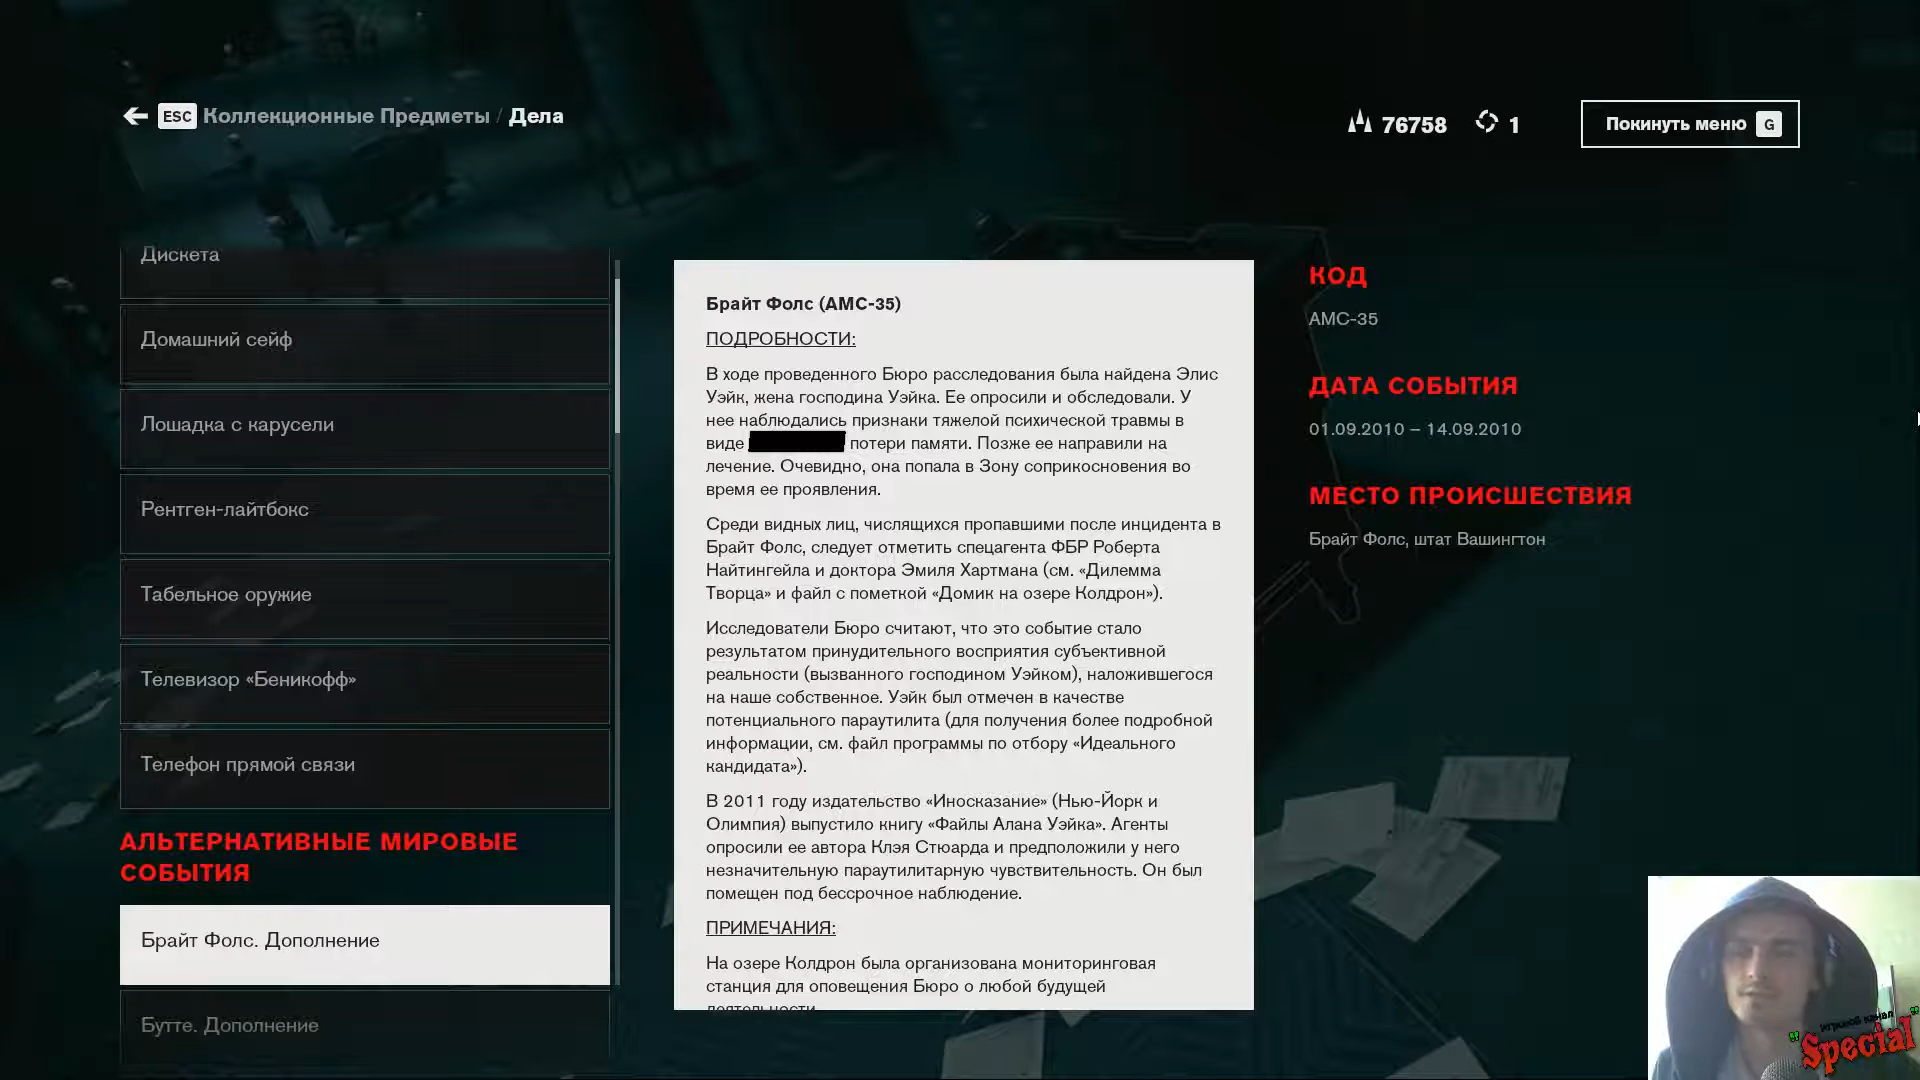 ESC Коллекционные Предметы / Дела
76758 1
Покинуть меню G
Дискета
Домашний сейф
Лошадка с карусели
Рентген-лайтбокс
Табельное оружие
Телевизор «Беникофф»
Телефон прямой связи
АЛЬТЕРНАТИВНЫЕ МИРОВЫЕ
СОБЫТИЯ
Брайт Фолс. Дополнение
Бутте. Дополнение
Брайт Фолс (АМС-35)
ПОДРОБНОСТИ:
В ходе проведенного Бюро расследования была найдена Элис
Уэйк, жена господина Уэйка. Ее опросили и обследовали. У
нее наблюдались признаки тяжелой психической травмы в
виде потери памяти. Позже ее направили на
лечение. Очевидно, она попала в Зону соприкосновения во
время ее проявления.
Среди видных лиц, числящихся пропавшими после инцидента в
Брайт Фолс, следует отметить спецагента ФБР Роберта
Найтингейла и доктора Эмиля Хартмана (см. «Дилемма
Творца» и файл с пометкой «Домик на озере Колдрон»).
Исследователи Бюро считают, что это событие стало
результатом принудительного восприятия субъективной
реальности (вызванного господином Уэйком), наложившегося
на наше собственное. Уэйк был отмечен в качестве
потенциального параутилита (для получения более подробной
информации, см. файл программы по отбору «Идеального
кандидата»).
В 2011 году издательство «Иносказание» (Нью-Йорк и
Олимпия) выпустило книгу «Файлы Алана Уэйка». Агенты
опросили ее автора Клэя Стюарда и предположили у него
незначительную параутилитарную чувствительность. Он был
помещен под бессрочное наблюдение.
ПРИМЕЧАНИЯ:
На озере Колдрон была организована мониторинговая
станция для оповещения Бюро о любой будущей
деятельности.
КОД
АМС-35
ДАТА СОБЫТИЯ
01.09.2010 – 14.09.2010
МЕСТО ПРОИСШЕСТВИЯ
Брайт Фолс, штат Вашингтон
игровой канал
"Special"